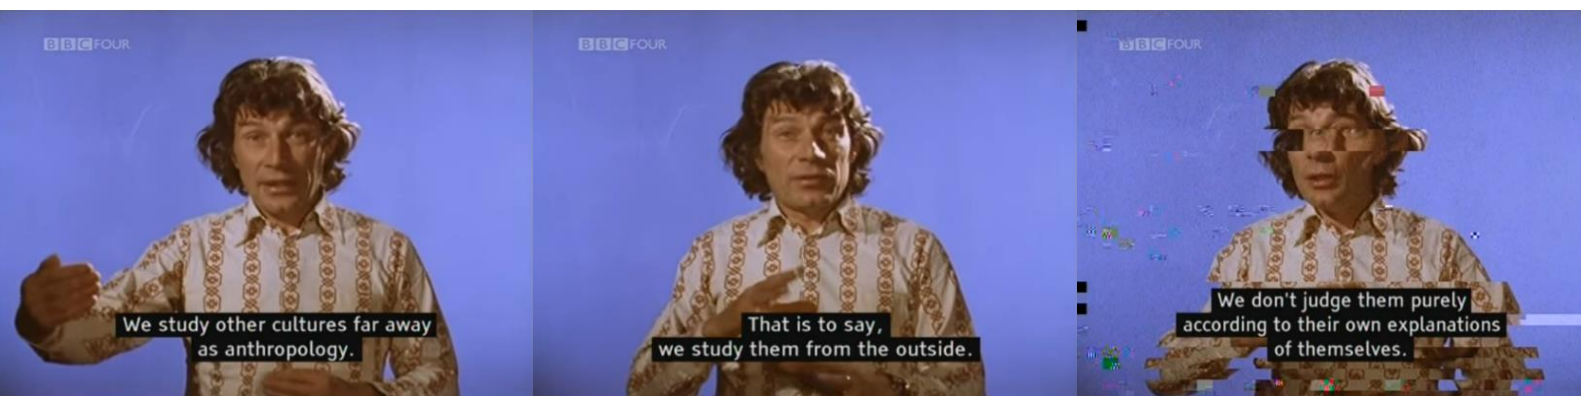 BBC FOUR
We study other cultures far away
as anthropology.
BBC FOUR
That is to say,
we study them from the outside.
BBC FOUR
We don't judge them purely
according to their own explanations
of themselves.